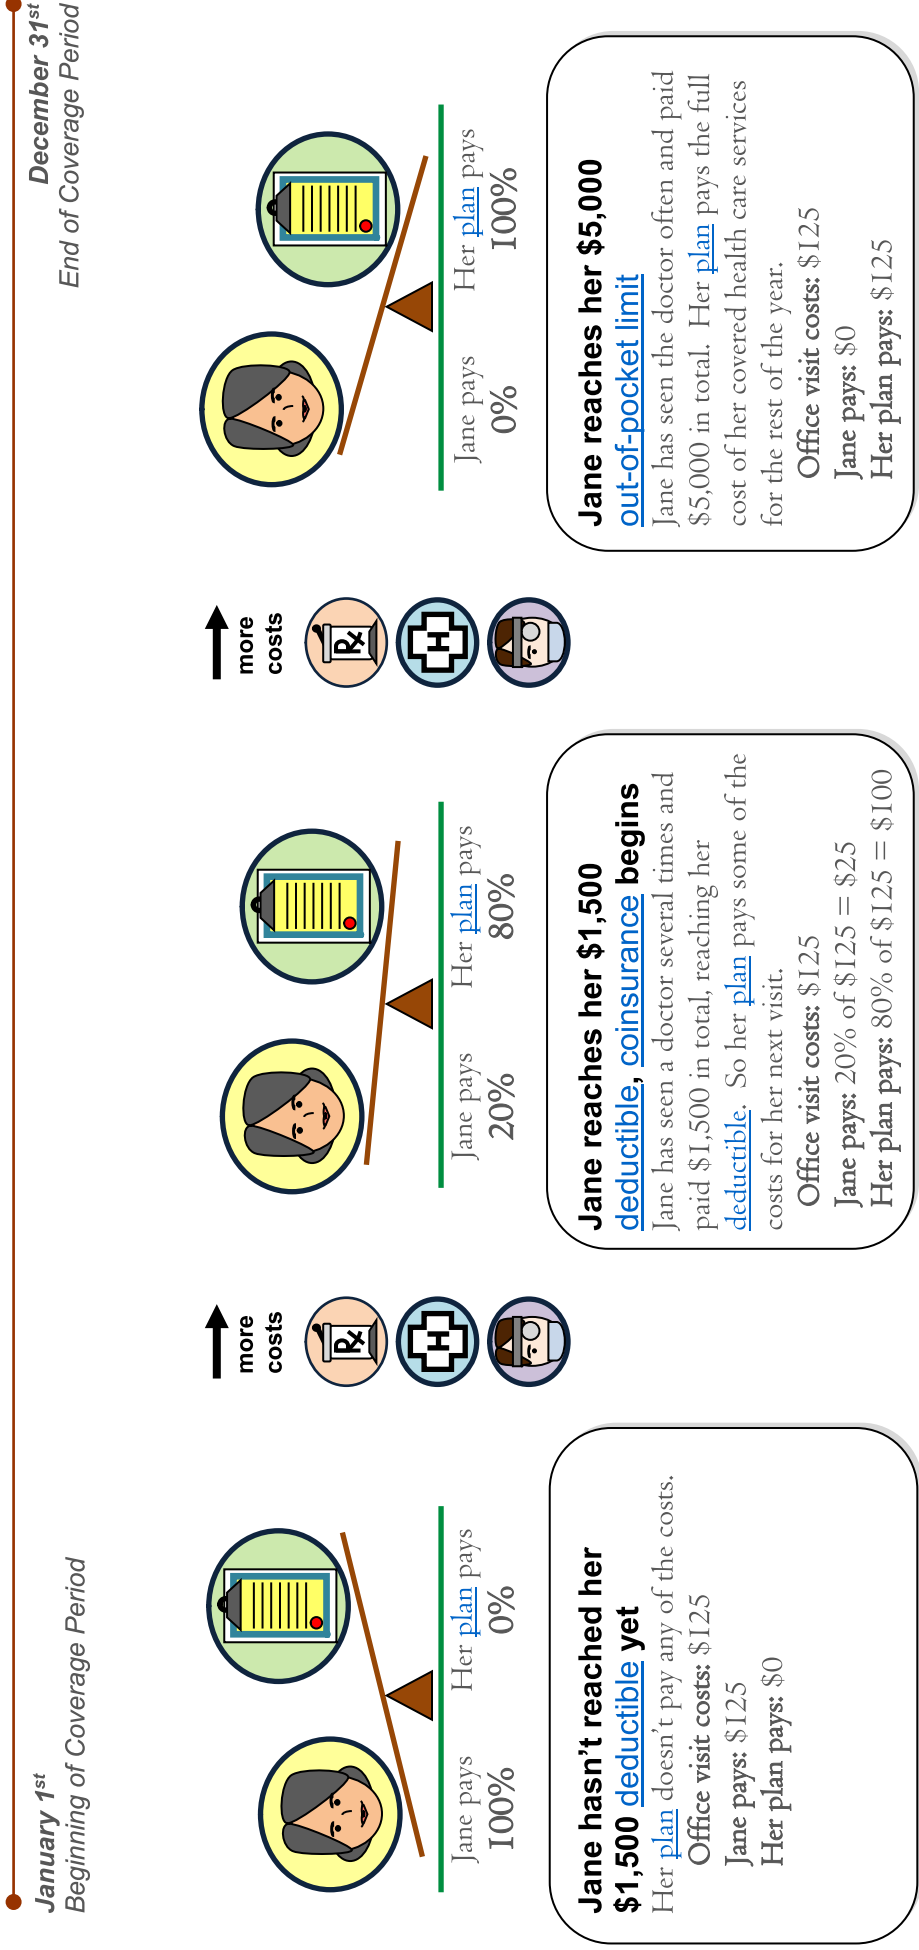 January 1st
Beginning of Coverage Period
December 31st
End of Coverage Period
Jane pays
100%
Her plan pays
0%
Jane hasn’t reached her
$1,500 deductible yet
Her plan doesn’t pay any of the costs.
Office visit costs: $125
Jane pays: $125
Her plan pays: $0
more
costs
Rx
H
Jane pays
20%
Her plan pays
80%
Jane reaches her $1,500
deductible, coinsurance begins
Jane has seen a doctor several times and
paid $1,500 in total, reaching her
deductible. So her plan pays some of the
costs for her next visit.
Office visit costs: $125
Jane pays: 20% of $125 = $25
Her plan pays: 80% of $125 = $100
more
costs
Rx
H
Jane pays
0%
Her plan pays
100%
Jane reaches her $5,000
out-of-pocket limit
Jane has seen the doctor often and paid
$5,000 in total. Her plan pays the full
cost of her covered health care services
for the rest of the year.
Office visit costs: $125
Jane pays: $0
Her plan pays: $125